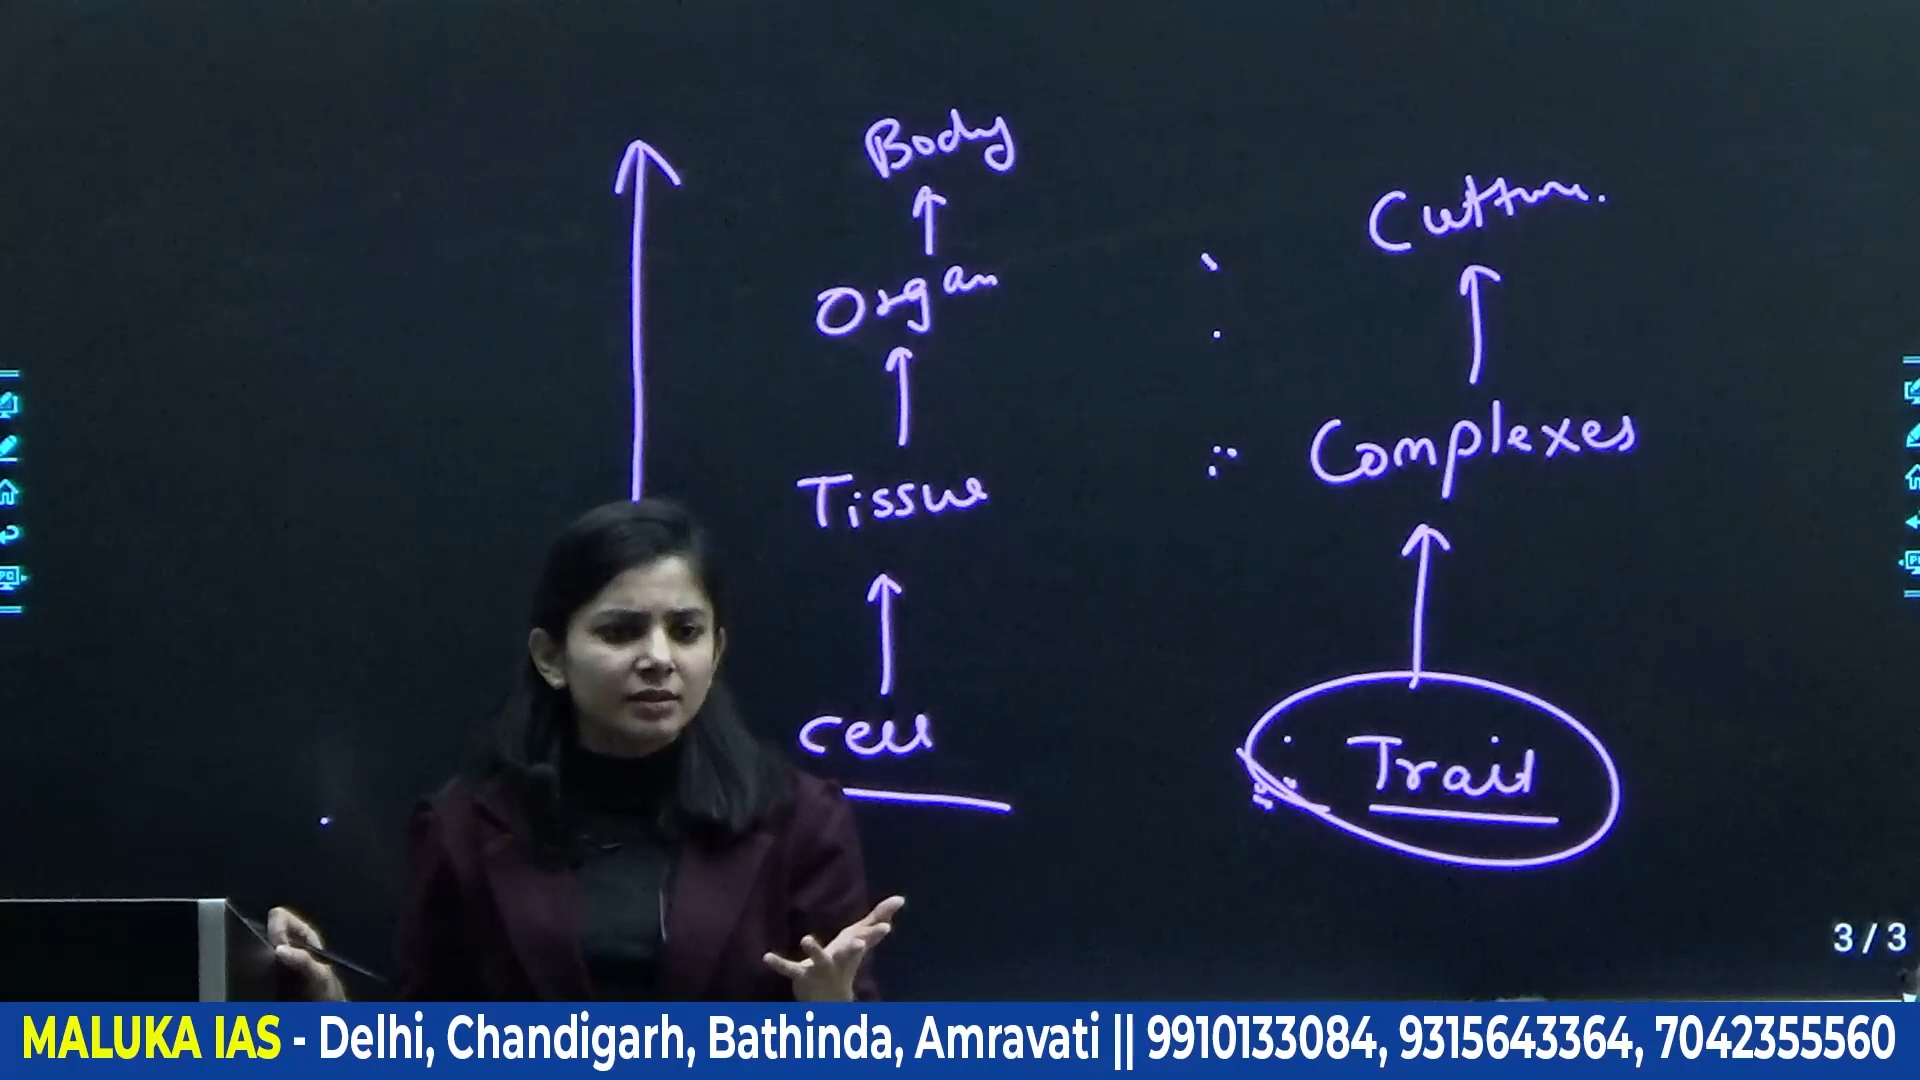 Body
Organ
Tissue
Cell
Culture.
Complexes
Trait
3 / 3
MALUKA IAS - Delhi, Chandigarh, Bathinda, Amravati || 9910133084, 9315643364, 7042355560